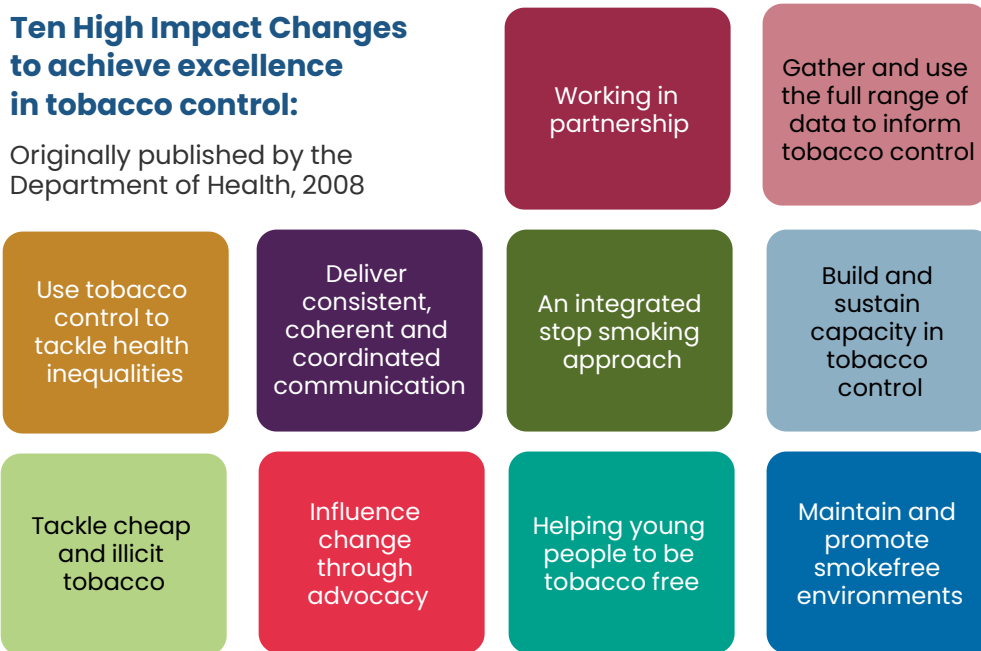 Ten High Impact Changes
to achieve excellence
in tobacco control:
Originally published by the
Department of Health, 2008
Working in
partnership
Gather and use
the full range of
data to inform
tobacco control
Use tobacco
control to
tackle health
inequalities
Deliver
consistent,
coherent and
coordinated
communication
An integrated
stop smoking
approach
Build and
sustain
capacity in
tobacco
control
Tackle cheap
and illicit
tobacco
Influence
change
through
advocacy
Helping young
people to be
tobacco free
Maintain and
promote
smokefree
environments